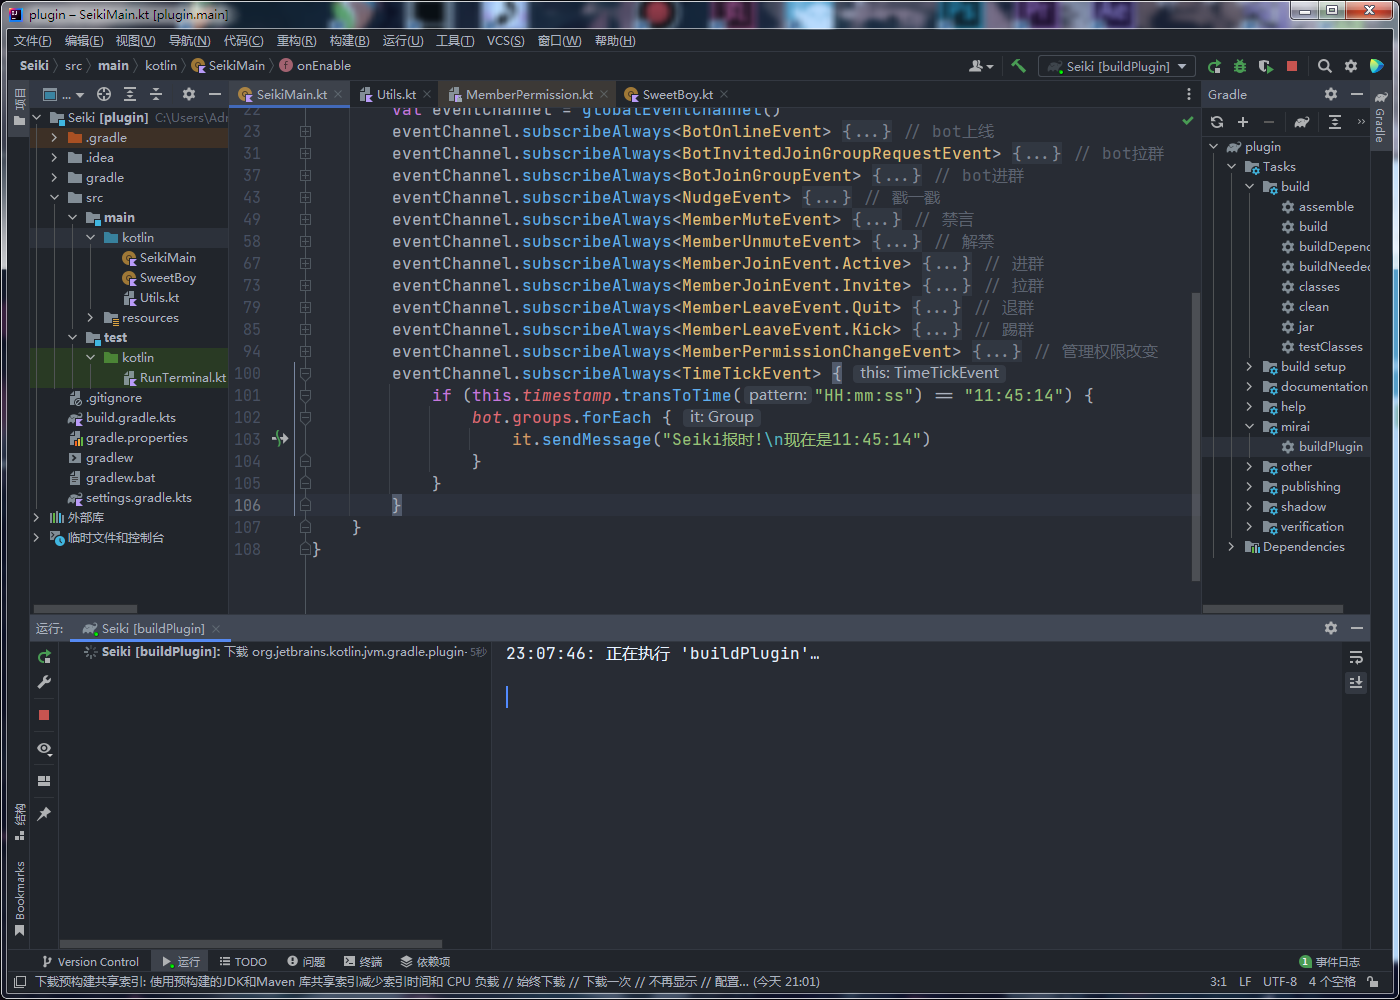 plugin – SeikiMain.kt [plugin.main]
文件(F) 编辑(E) 视图(V) 导航(N) 代码(C) 重构(R) 构建(B) 运行(U) 工具(T) VCS(S) 窗口(W) 帮助(H)
Seiki src main kotlin SeikiMain onEnable
Seiki [buildPlugin]
项目
...
SeikiMain.kt Utils.kt MemberPermission.kt SweetBoy.kt
Seiki [plugin] C:\Users\Adr
.gradle
.idea
gradle
src
main
kotlin
SeikiMain
SweetBoy
Utils.kt
resources
test
kotlin
RunTerminal.kt
.gitignore
build.gradle.kts
gradle.properties
gradlew
gradlew.bat
settings.gradle.kts
外部库
临时文件和控制台
22 val eventChannel = globalEventChannel()
23 eventChannel.subscribeAlways<BotOnlineEvent> {...} // bot上线
31 eventChannel.subscribeAlways<BotInvitedJoinGroupRequestEvent> {...} // bot拉群
37 eventChannel.subscribeAlways<BotJoinGroupEvent> {...} // bot进群
43 eventChannel.subscribeAlways<NudgeEvent> {...} // 戳一戳
49 eventChannel.subscribeAlways<MemberMuteEvent> {...} // 禁言
58 eventChannel.subscribeAlways<MemberUnmuteEvent> {...} // 解禁
67 eventChannel.subscribeAlways<MemberJoinEvent.Active> {...} // 进群
73 eventChannel.subscribeAlways<MemberJoinEvent.Invite> {...} // 拉群
79 eventChannel.subscribeAlways<MemberLeaveEvent.Quit> {...} // 退群
85 eventChannel.subscribeAlways<MemberLeaveEvent.Kick> {...} // 踢群
94 eventChannel.subscribeAlways<MemberPermissionChangeEvent> {...} // 管理权限改变
100 eventChannel.subscribeAlways<TimeTickEvent> { this: TimeTickEvent
101 if (this.timestamp.transToTime( pattern: "HH:mm:ss") == "11:45:14") {
102 bot.groups.forEach { it: Group
103 it.sendMessage("Seiki报时!\n现在是11:45:14")
104 }
105 }
106 }
107 }
108 }
Gradle
plugin
Tasks
build
assemble
build
buildDepend
buildNeeded
classes
clean
jar
testClasses
build setup
documentation
help
mirai
buildPlugin
other
publishing
shadow
verification
Dependencies
Gradle
运行: Seiki [buildPlugin]
Seiki [buildPlugin]: 下载 org.jetbrains.kotlin.jvm.gradle.plugin- 5秒
23:07:46: 正在执行 'buildPlugin'…
结构
Bookmarks
Version Control 运行 TODO 问题 终端 依赖项 1 事件日志
下载预构建共享索引: 使用预构建的JDK和Maven 库共享索引减少索引时间和 CPU 负载 // 始终下载 // 下载一次 // 不再显示 // 配置... (今天 21:01) 3:1 LF UTF-8 4 个空格